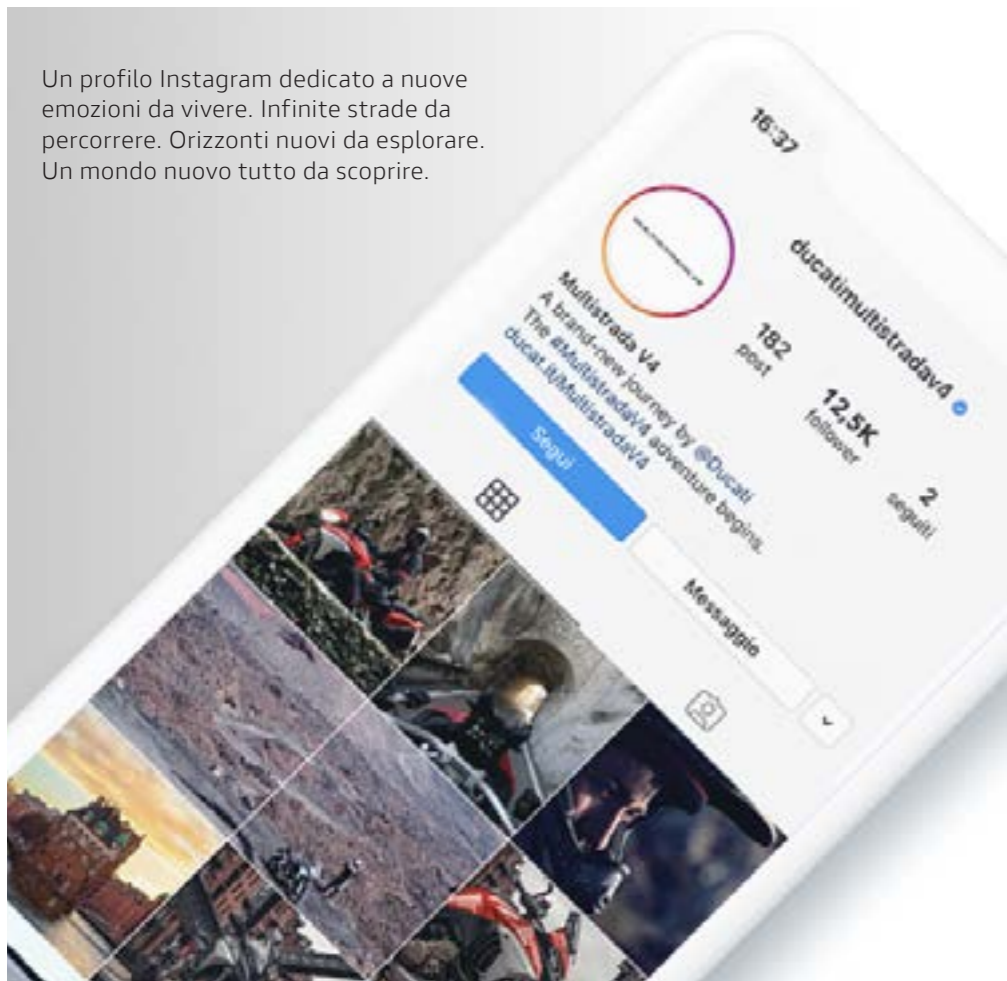 Un profilo Instagram dedicato a nuove
emozioni da vivere. Infinite strade da
percorrere. Orizzonti nuovi da esplorare.
Un mondo nuovo tutto da scoprire.
16:37
ducatimultistradav4
182
post
12,5K
follower
2
seguiti
Multistrada V4
A brand-new journey by @Ducati
The #MultistradaV4 adventure begins.
ducat.it/MultistradaV4
Segui
Messaggio